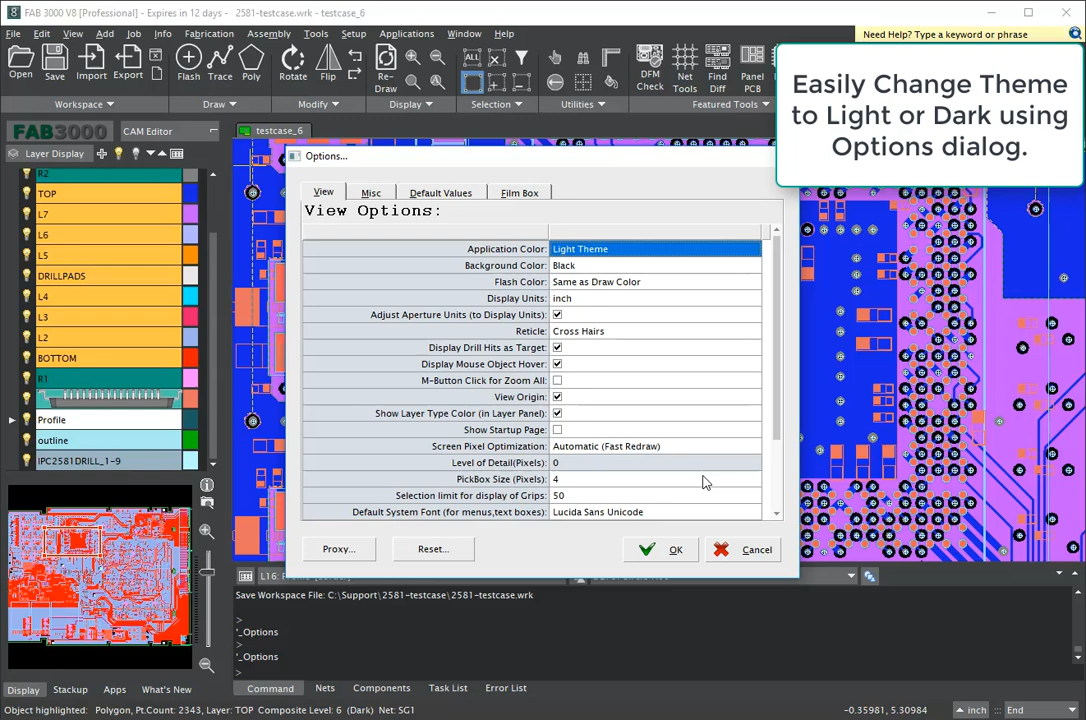 FAB 3000 V8 [Professional] - Expires in 12 days - 2581-testcase.wrk - testcase_6
File Edit View Add Job Info Fabrication Assembly Tools Setup Applications Window Help
Need Help? Type a keyword or phrase
Open Save Import Export Flash Trace Poly Rotate Flip Re-Draw ALL DFM Check Net Tools Find Diff Panel PCB
Workspace Draw Modify Display Selection Utilities Featured Tools
Easily Change Theme
to Light or Dark using
Options dialog.
FAB3000 CAM Editor
testcase_6
Layer Display
R2
TOP
L7
L6
L5
DRILLPADS
L4
L3
L2
BOTTOM
R1
Profile
outline
IPC2581DRILL_1-9
Options...
View Misc Default Values Film Box
View Options:
Application Color: Light Theme
Background Color: Black
Flash Color: Same as Draw Color
Display Units: inch
Adjust Aperture Units (to Display Units):
Reticle: Cross Hairs
Display Drill Hits as Target:
Display Mouse Object Hover:
M-Button Click for Zoom All:
View Origin:
Show Layer Type Color (in Layer Panel):
Show Startup Page:
Screen Pixel Optimization: Automatic (Fast Redraw)
Level of Detail(Pixels): 0
PickBox Size (Pixels): 4
Selection limit for display of Grips: 50
Default System Font (for menus,text boxes): Lucida Sans Unicode
Proxy... Reset... OK Cancel
Save Workspace File: C:\Support\2581-testcase\2581-testcase.wrk
>
'_Options
>
'_Options
>
Display Stackup Apps What's New
Command Nets Components Task List Error List
Object highlighted: Polygon, Pt.Count: 2343, Layer: TOP Composite Level: 6 (Dark) Net: SG1
-0.35981, 5.30984 inch ::: End